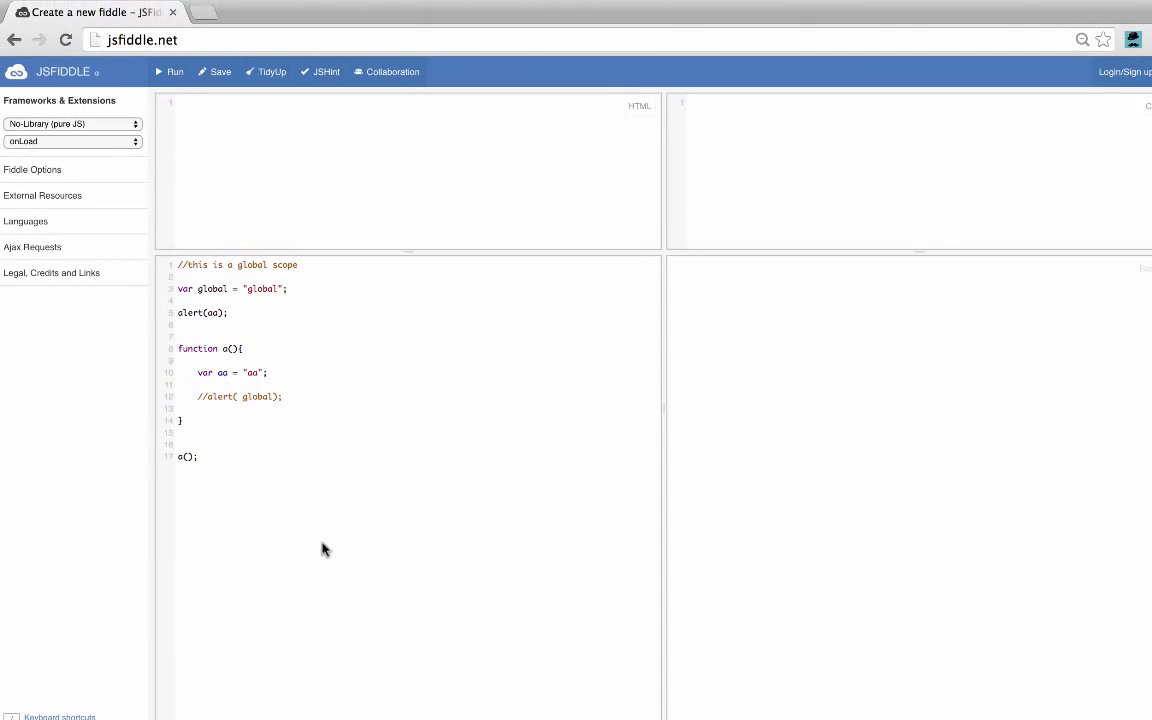 Create a new fiddle – JSFid
jsfiddle.net
JSFIDDLE α
Run
Save
TidyUp
JSHint
Collaboration
Login/Sign up
Frameworks & Extensions
No-Library (pure JS)
onLoad
Fiddle Options
External Resources
Languages
Ajax Requests
Legal, Credits and Links
? Keyboard shortcuts
1
HTML
1
C
1 //this is a global scope
2
3 var global = "global";
4
5 alert(aa);
6
7
8 function a(){
9
10 var aa = "aa";
11
12 //alert( global);
13
14 }
15
16
17 a();
Res